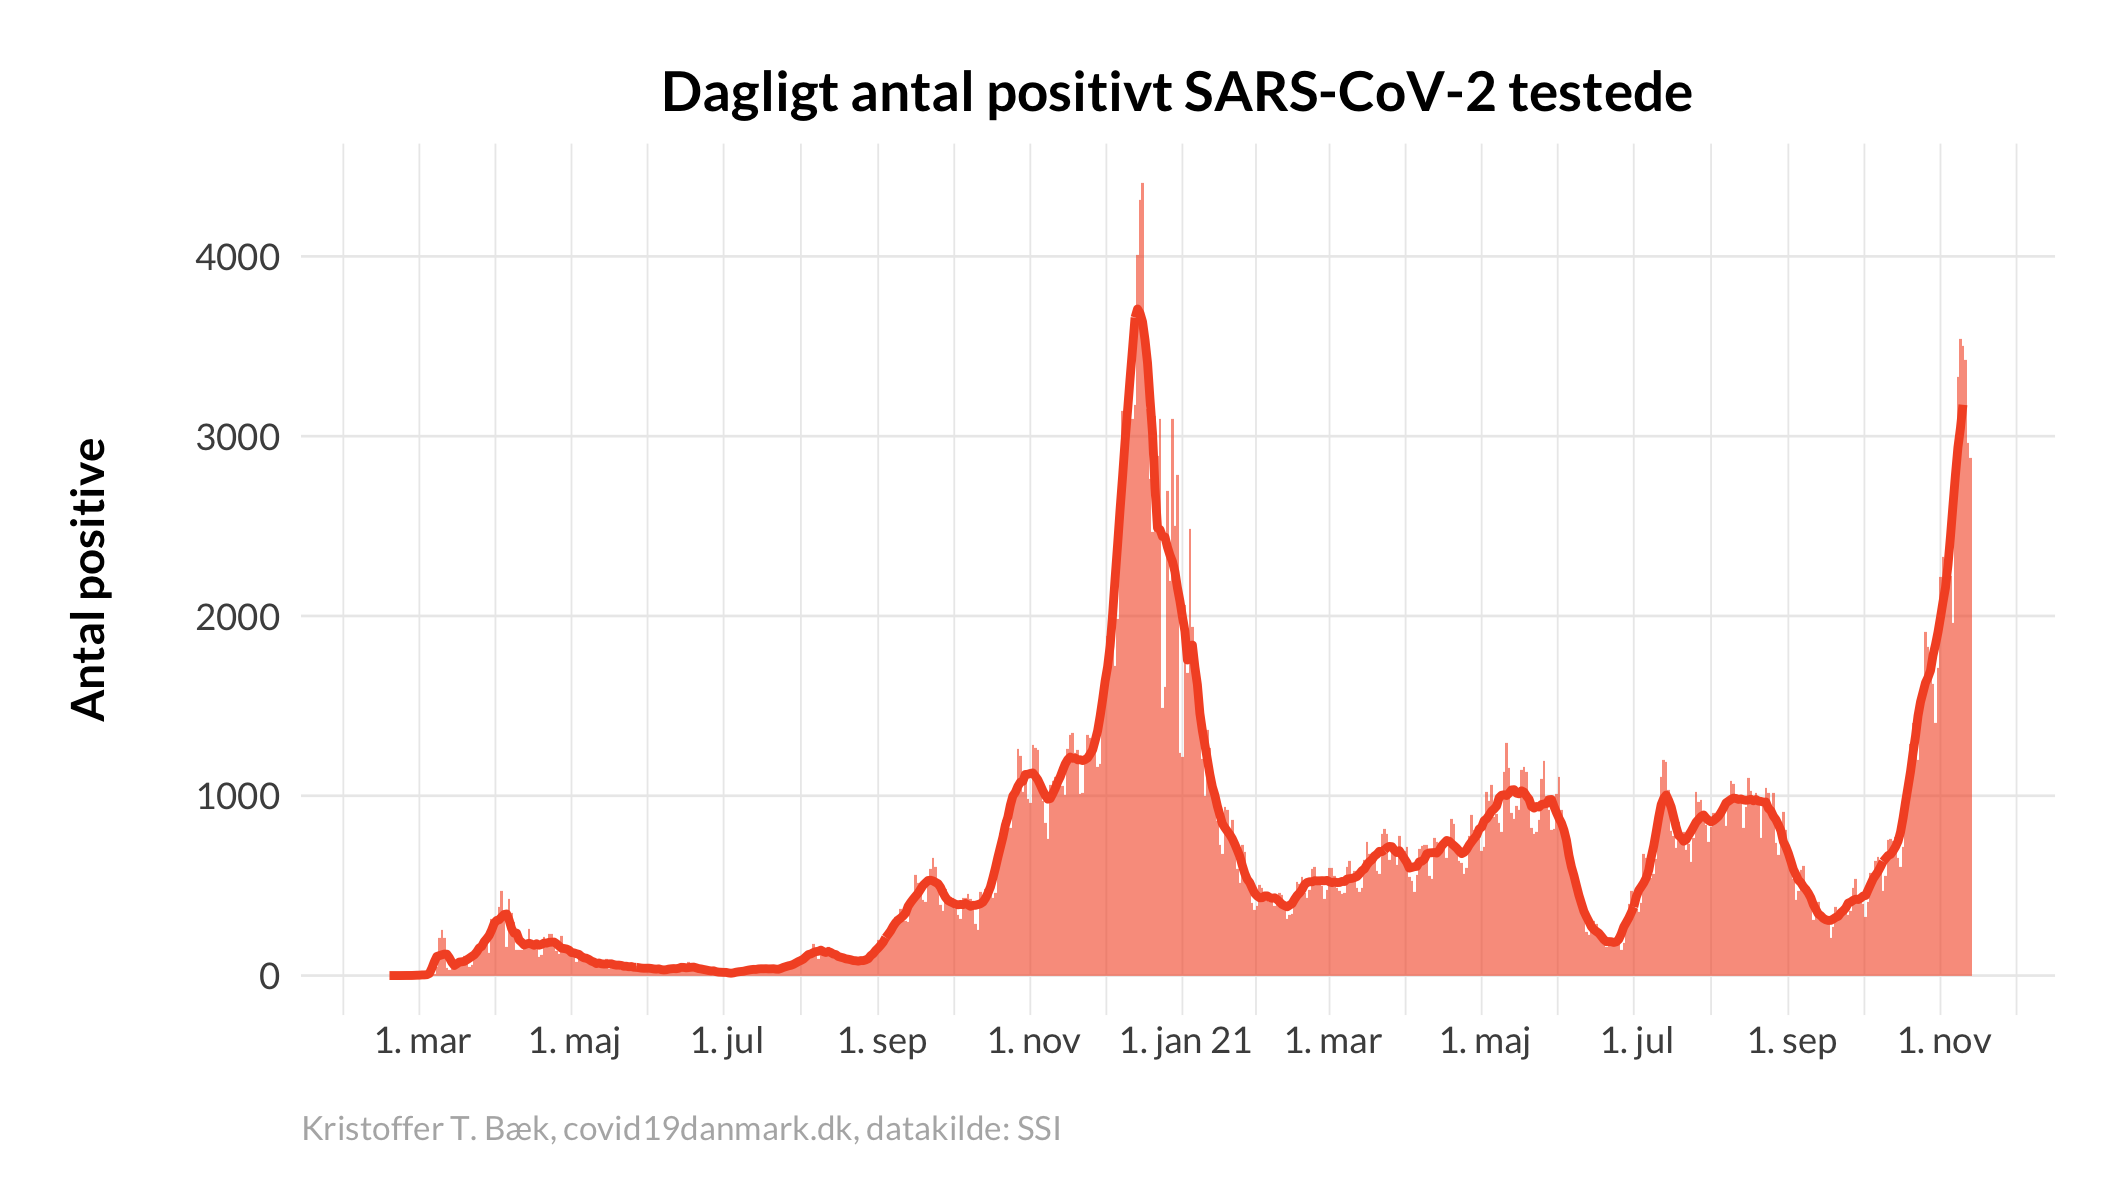 Dagligt antal positivt SARS-CoV-2 testede
Antal positive
4000
3000
2000
1000
0
1. mar 1. maj 1. jul 1. sep 1. nov 1. jan 21 1. mar 1. maj 1. jul 1. sep 1. nov
Kristoffer T. Bæk, covid19danmark.dk, datakilde: SSI